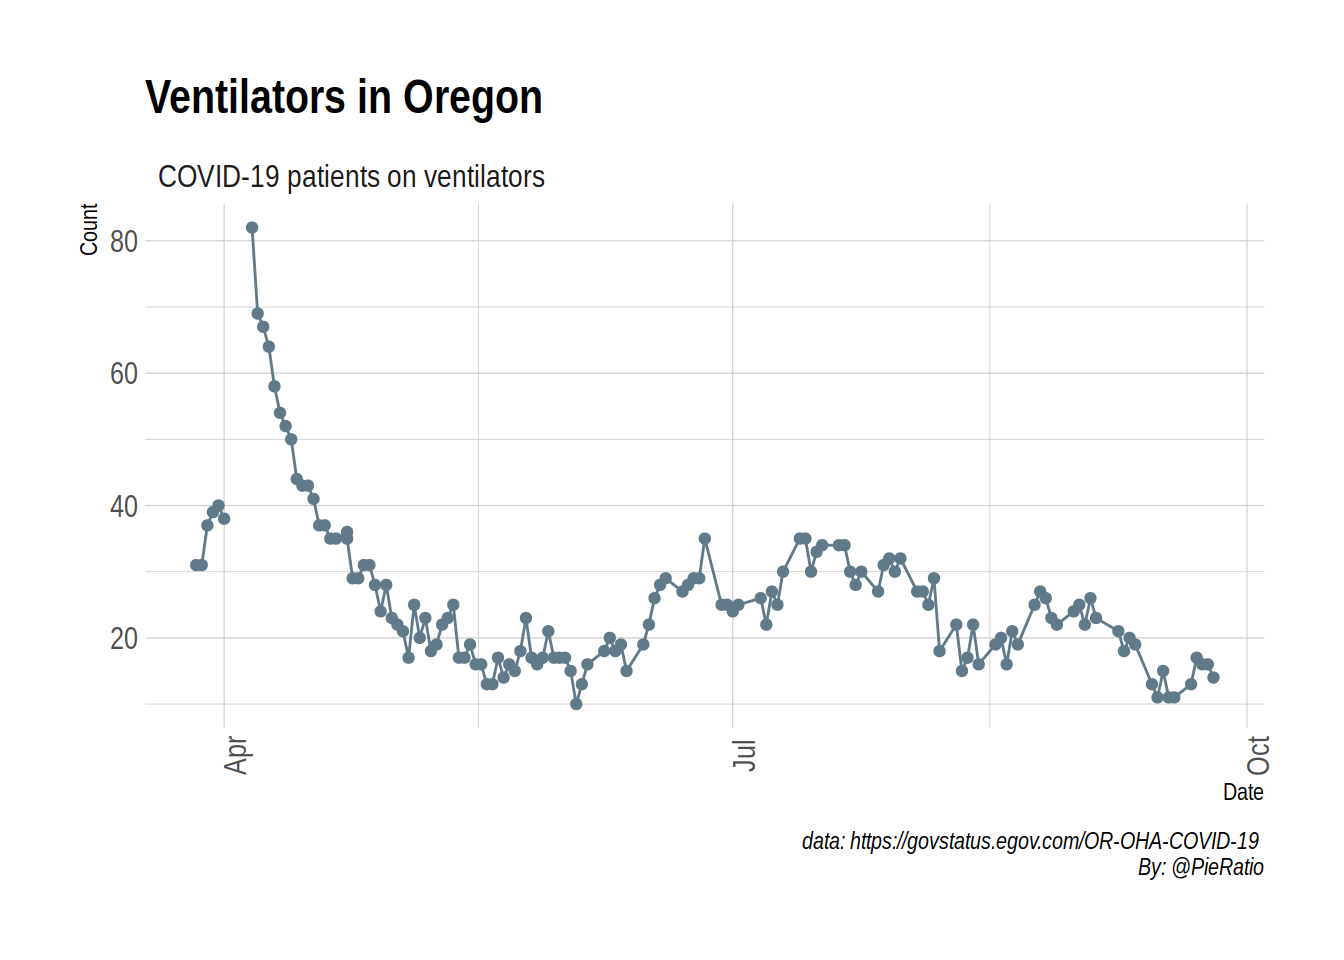 Ventilators in Oregon
COVID-19 patients on ventilators
Count
80
60
40
20
Apr
Jul
Oct
Date
data: https://govstatus.egov.com/OR-OHA-COVID-19
By: @PieRatio